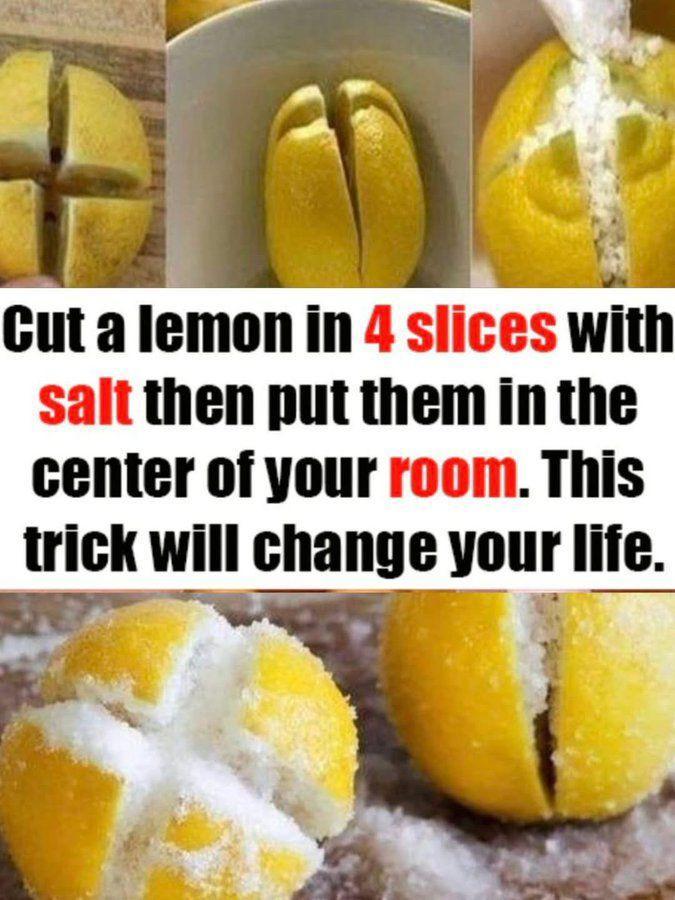 Cut a lemon in 4 slices with
salt then put them in the
center of your room. This
trick will change your life.